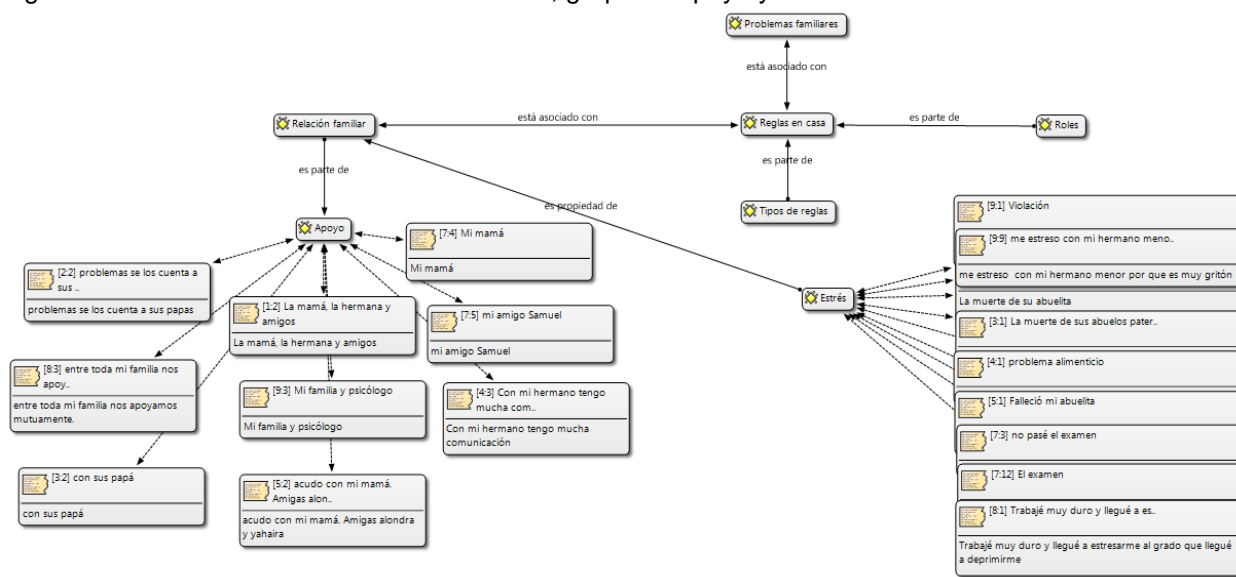 Problemas familiares
está asociado con
Relación familiar
está asociado con
Reglas en casa
es parte de
Roles
es parte de
es parte de
es propiedad de
Tipos de reglas
Apoyo
[7:4] Mi mamá
Mi mamá
[2:2] problemas se los cuenta a
sus ..
problemas se los cuenta a sus papas
[1:2] La mamá, la hermana y
amigos
La mamá, la hermana y amigos
[7:5] mi amigo Samuel
mi amigo Samuel
[8:3] entre toda mi familia nos
apoy..
entre toda mi familia nos apoyamos
mutuamente.
[9:3] Mi familia y psicólogo
Mi familia y psicólogo
[4:3] Con mi hermano tengo
mucha com..
Con mi hermano tengo mucha
comunicación
[3:2] con sus papá
con sus papá
[5:2] acudo con mi mamá.
Amigas alon..
acudo con mi mamá. Amigas alondra
y yahaira
Estrés
[9:1] Violación
[9:9] me estreso con mi hermano meno..
me estreso con mi hermano menor por que es muy gritón
La muerte de su abuelita
[3:1] La muerte de sus abuelos pater..
[4:1] problema alimenticio
[5:1] Falleció mi abuelita
[7:3] no pasé el examen
[7:12] El examen
[8:1] Trabajé muy duro y llegué a es..
Trabajé muy duro y llegué a estresarme al grado que llegué
a deprimirme